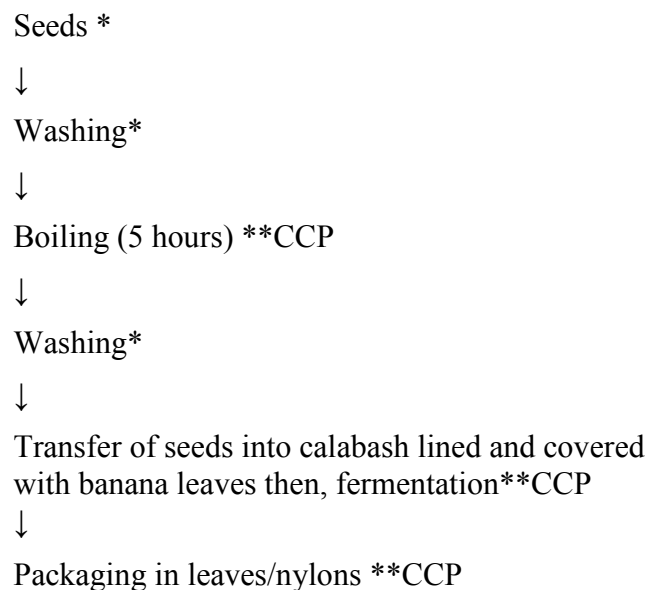 Seeds *
↓
Washing*
↓
Boiling (5 hours) **CCP
↓
Washing*
↓
Transfer of seeds into calabash lined and covered
with banana leaves then, fermentation**CCP
↓
Packaging in leaves/nylons **CCP